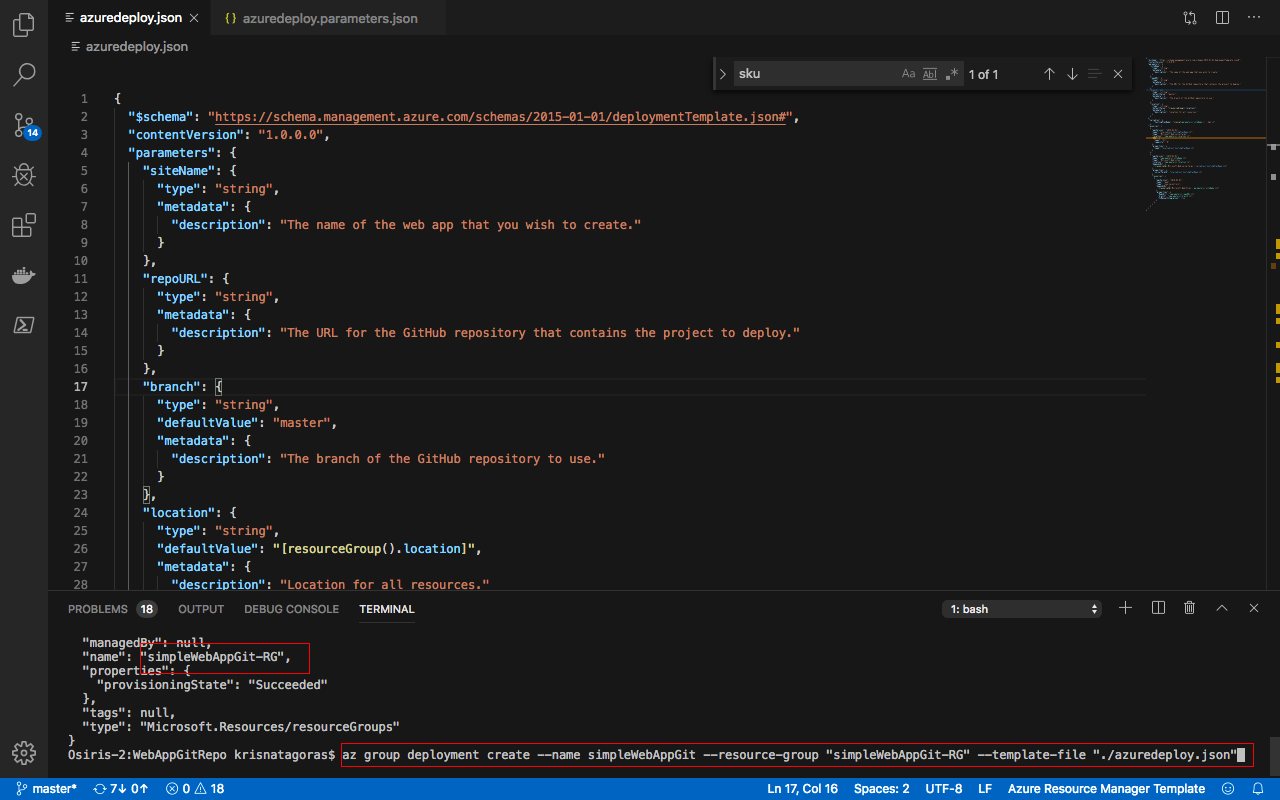 azuredeploy.json
{} azuredeploy.parameters.json
azuredeploy.json
sku
Aa Abl .* 1 of 1
14
1 {
2 "$schema": "https://schema.management.azure.com/schemas/2015-01-01/deploymentTemplate.json#",
3 "contentVersion": "1.0.0.0",
4 "parameters": {
5 "siteName": {
6 "type": "string",
7 "metadata": {
8 "description": "The name of the web app that you wish to create."
9 }
10 },
11 "repoURL": {
12 "type": "string",
13 "metadata": {
14 "description": "The URL for the GitHub repository that contains the project to deploy."
15 }
16 },
17 "branch": {
18 "type": "string",
19 "defaultValue": "master",
20 "metadata": {
21 "description": "The branch of the GitHub repository to use."
22 }
23 },
24 "location": {
25 "type": "string",
26 "defaultValue": "[resourceGroup().location]",
27 "metadata": {
28 "description": "Location for all resources."
PROBLEMS 18 OUTPUT DEBUG CONSOLE TERMINAL
1: bash
"managedBy": null,
"name": "simpleWebAppGit-RG",
"properties": {
"provisioningState": "Succeeded"
},
"tags": null,
"type": "Microsoft.Resources/resourceGroups"
}
Osiris-2:WebAppGitRepo krisnatagoras$ az group deployment create --name simpleWebAppGit --resource-group "simpleWebAppGit-RG" --template-file "./azuredeploy.json"
master* 7↓ 0↑ 0 18
Ln 17, Col 16 Spaces: 2 UTF-8 LF Azure Resource Manager Template